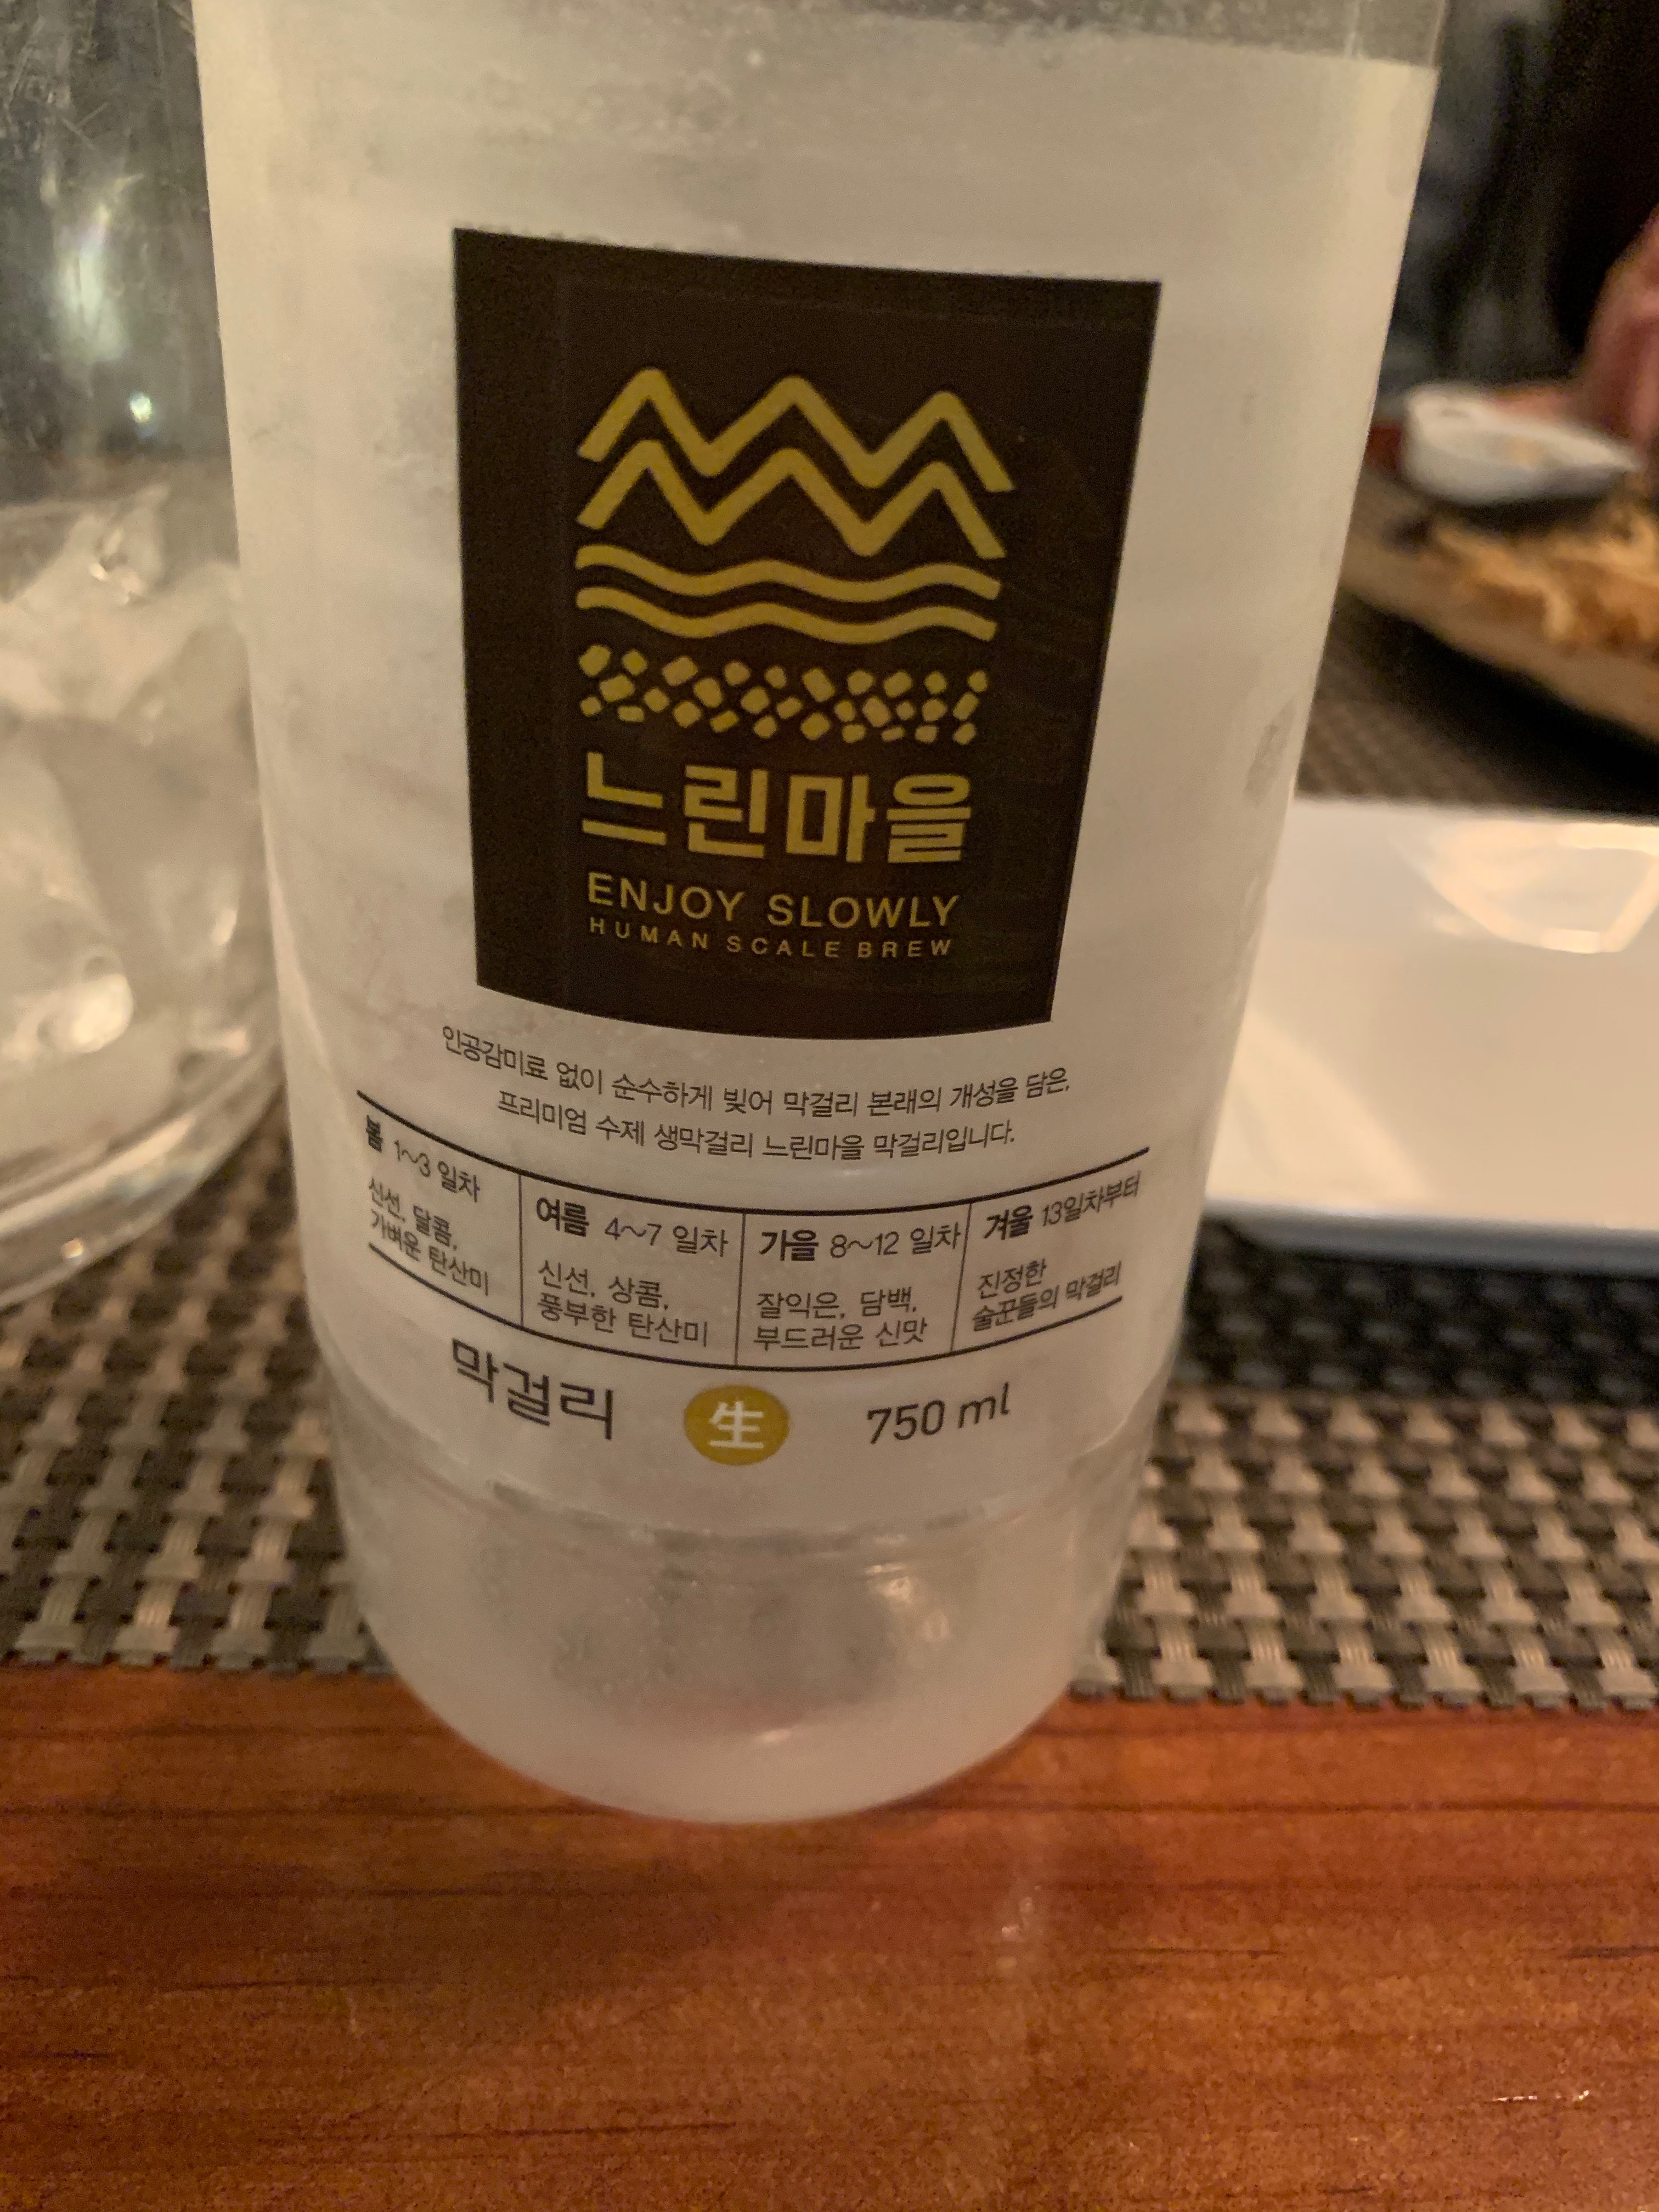 느린마을
ENJOY SLOWLY
HUMAN SCALE BREW
인공감미료 없이 순수하게 빚어 막걸리 본래의 개성을 담은,
프리미엄 수제 생막걸리 느린마을 막걸리입니다.
봄 1~3 일차
신선, 달콤,
가벼운 탄산미
여름 4~7 일차
신선, 상콤,
풍부한 탄산미
가을 8~12 일차
잘익은, 담백,
부드러운 신맛
겨울 13일차부터
진정한
술꾼들의 막걸리
막걸리 生 750 ml